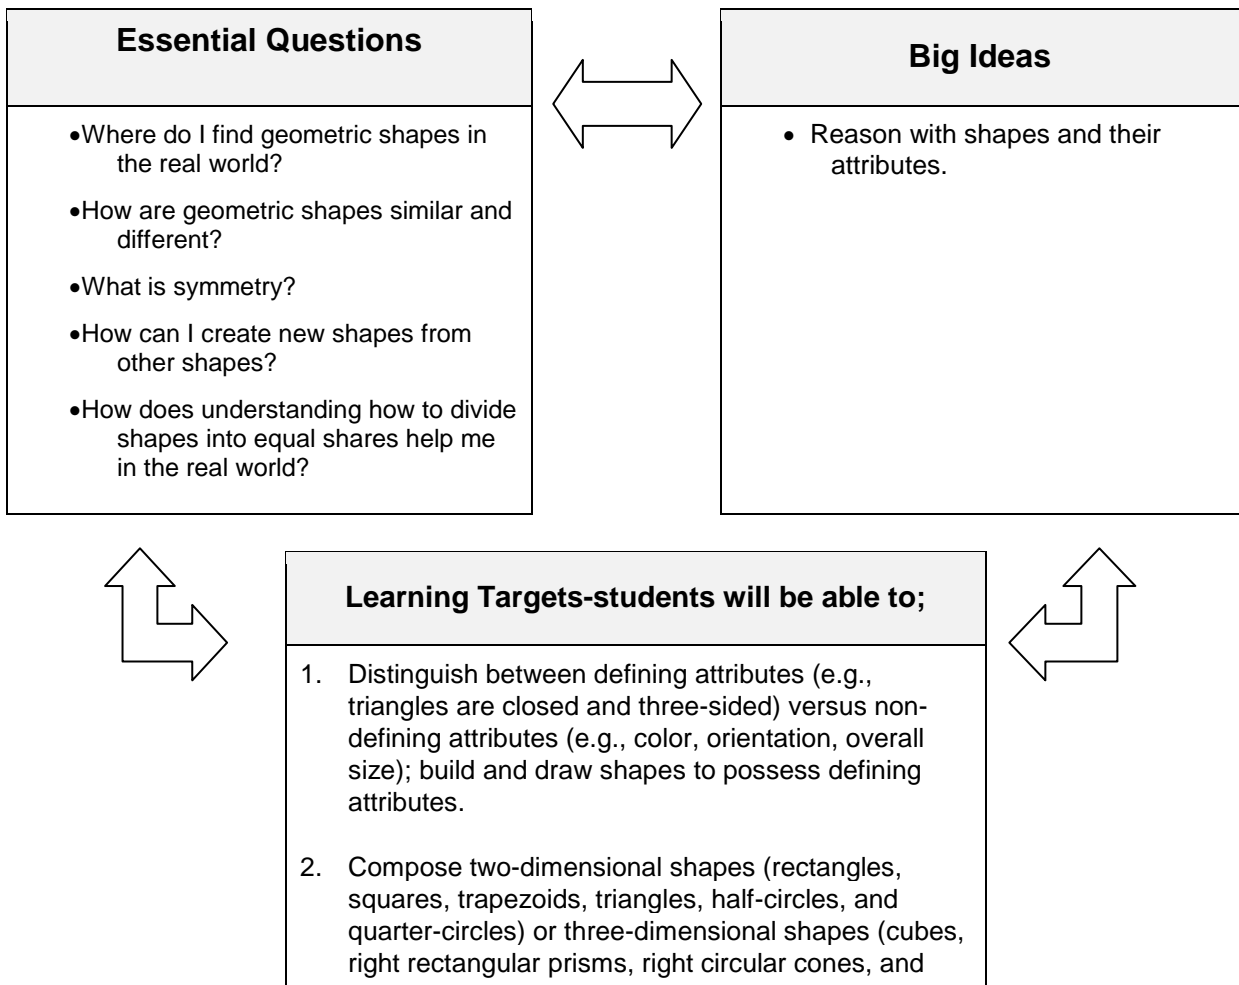 Essential Questions
•Where do I find geometric shapes in
the real world?
•How are geometric shapes similar and
different?
•What is symmetry?
•How can I create new shapes from
other shapes?
•How does understanding how to divide
shapes into equal shares help me
in the real world?
Big Ideas
• Reason with shapes and their
attributes.
Learning Targets-students will be able to;
1. Distinguish between defining attributes (e.g.,
triangles are closed and three-sided) versus non-
defining attributes (e.g., color, orientation, overall
size); build and draw shapes to possess defining
attributes.
2. Compose two-dimensional shapes (rectangles,
squares, trapezoids, triangles, half-circles, and
quarter-circles) or three-dimensional shapes (cubes,
right rectangular prisms, right circular cones, and